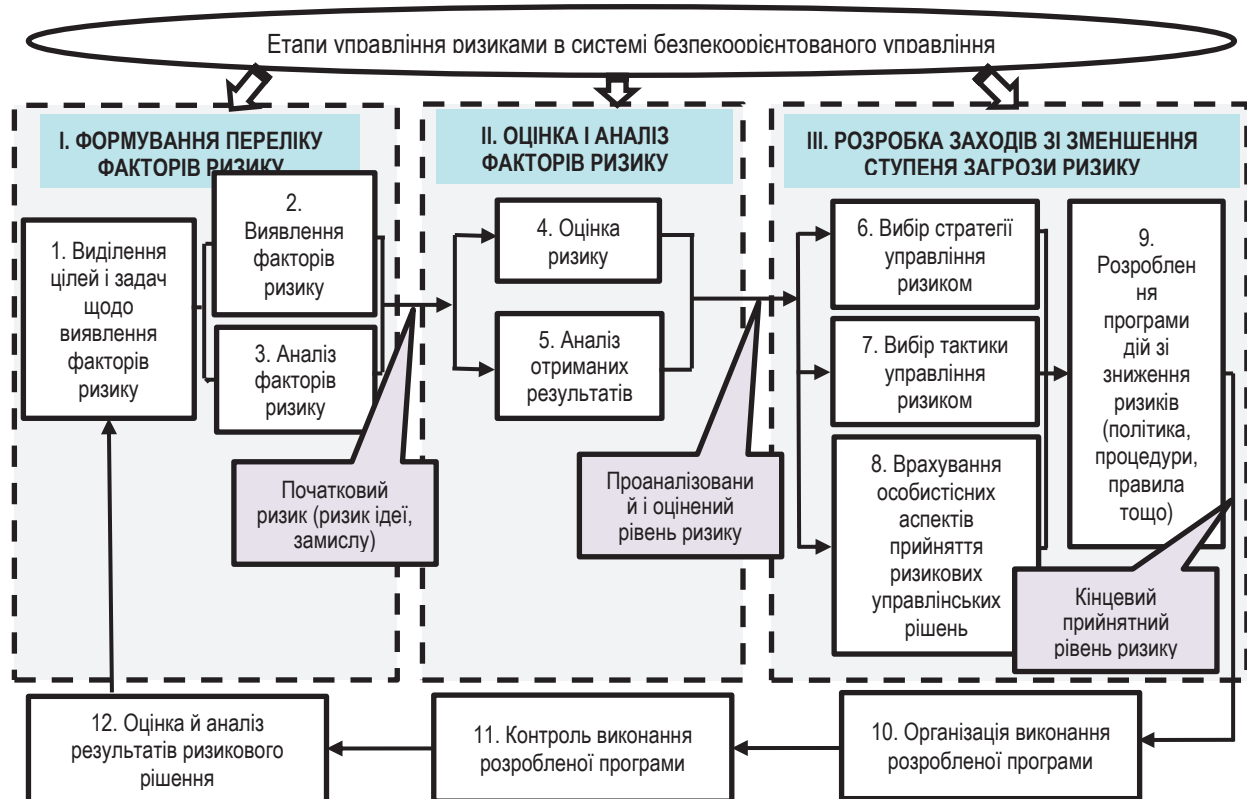 Етапи управління ризиками в системі безпекоорієнтованого управління
І. ФОРМУВАННЯ ПЕРЕЛІКУ
ФАКТОРІВ РИЗИКУ
1. Виділення
цілей і задач
щодо
виявлення
факторів
ризику
2.
Виявлення
факторів
ризику
3. Аналіз
факторів
ризику
Початковий
ризик (ризик ідеї,
замислу)
ІІ. ОЦІНКА І АНАЛІЗ
ФАКТОРІВ РИЗИКУ
4. Оцінка
ризику
5. Аналіз
отриманих
результатів
Проаналізовани
й і оцінений
рівень ризику
ІІІ. РОЗРОБКА ЗАХОДІВ ЗІ ЗМЕНШЕННЯ
СТУПЕНЯ ЗАГРОЗИ РИЗИКУ
6. Вибір стратегії
управління
ризиком
7. Вибір тактики
управління
ризиком
8. Врахування
особистісних
аспектів
прийняття
ризикових
управлінських
рішень
9.
Розроблен
ня
програми
дій зі
зниження
ризиків
(політика,
процедури,
правила
тощо)
Кінцевий
прийнятний
рівень ризику
10. Організація виконання
розробленої програми
11. Контроль виконання
розробленої програми
12. Оцінка й аналіз
результатів ризикового
рішення